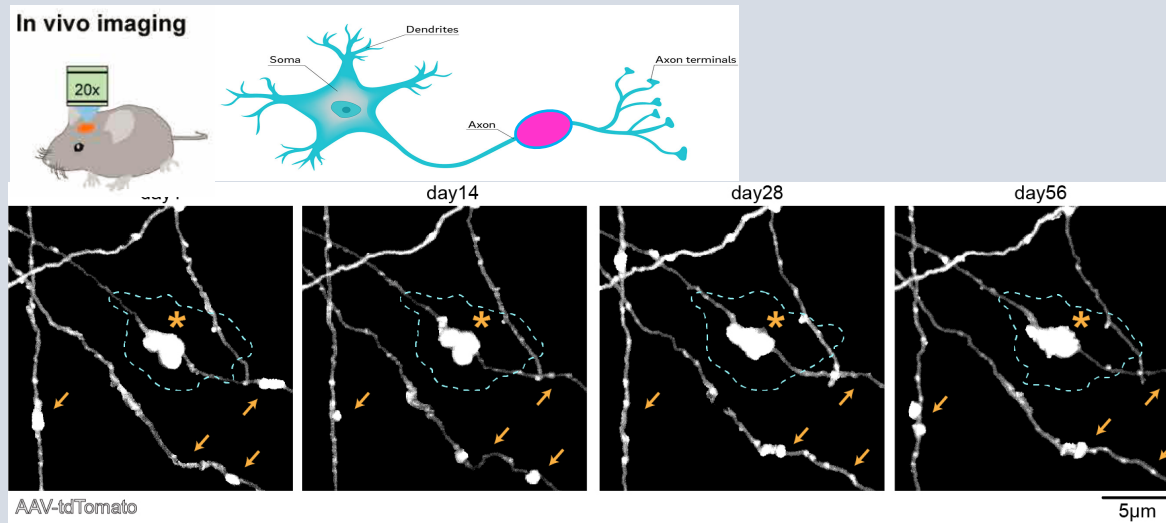 In vivo imaging
20x
Dendrites
Soma
Axon terminals
Axon
day14
day28
day56
*
*
*
*
AAV-tdTomato
5μm